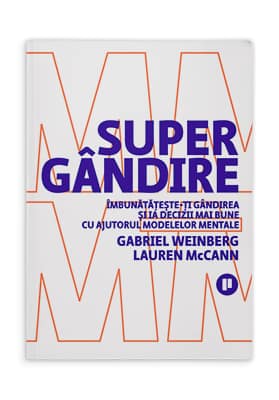 SUPER
GÂNDIRE
ÎMBUNĂTĂȚEȘTE-ȚI GÂNDIREA
ȘI IA DECIZII MAI BUNE
CU AJUTORUL MODELELOR MENTALE
GABRIEL WEINBERG
LAUREN McCANN